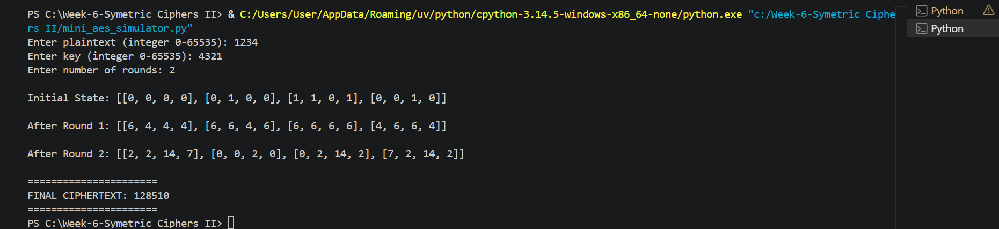 PS C:\Week-6-Symetric Ciphers II> & C:/Users/User/AppData/Roaming/uv/python/cpython-3.14.5-windows-x86_64-none/python.exe "c:/Week-6-Symetric Ciphe
rs II/mini_aes_simulator.py"
Enter plaintext (integer 0-65535): 1234
Enter key (integer 0-65535): 4321
Enter number of rounds: 2
Initial State: [[0, 0, 0, 0], [0, 1, 0, 0], [1, 1, 0, 1], [0, 0, 1, 0]]
After Round 1: [[6, 4, 4, 4], [6, 6, 4, 6], [6, 6, 6, 6], [4, 6, 6, 4]]
After Round 2: [[2, 2, 14, 7], [0, 0, 2, 0], [0, 2, 14, 2], [7, 2, 14, 2]]
======================
FINAL CIPHERTEXT: 128510
======================
PS C:\Week-6-Symetric Ciphers II>
Python
Python